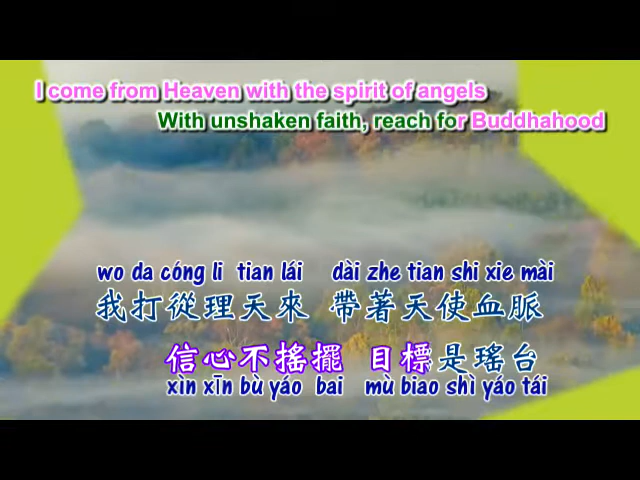 I come from Heaven with the spirit of angels
With unshaken faith, reach for Buddhahood
wo da cóng li tian lái dài zhe tian shi xie mài
我打從理天來 帶著天使血脈
信心不搖擺 目標是瑤台
xìn xīn bù yáo bai mù biao shì yáo tái